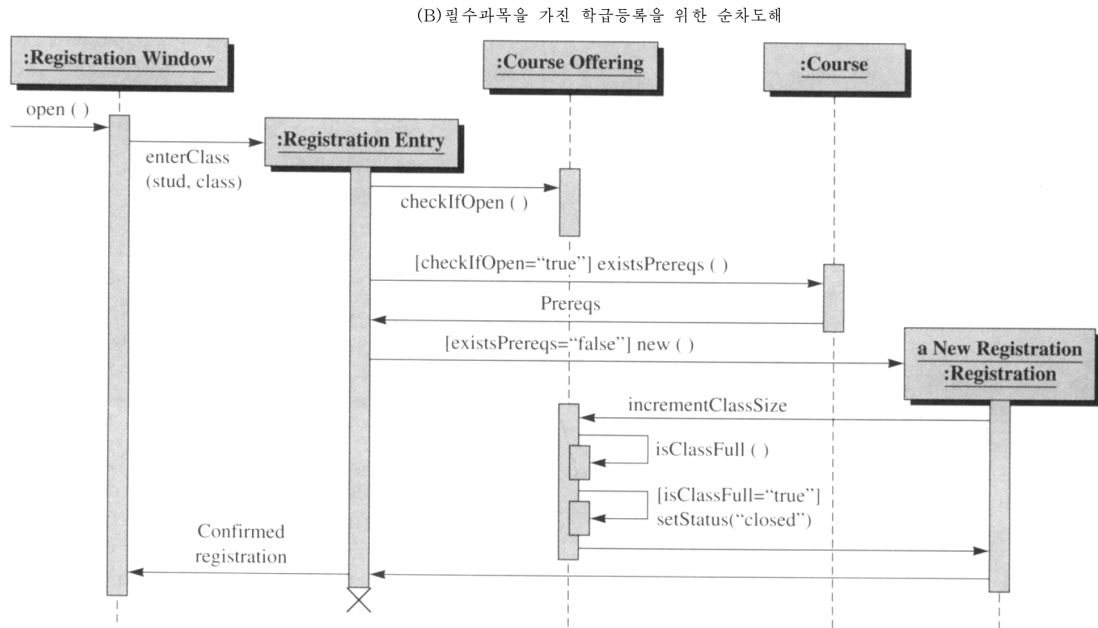 (B)필수과목을 가진 학급등록을 위한 순차도해
:Registration Window
:Course Offering
:Course
open ( )
:Registration Entry
enterClass
(stud, class)
checkIfOpen ( )
[checkIfOpen=“true”] existsPrereqs ( )
Prereqs
[existsPrereqs=“false”] new ( )
a New Registration
:Registration
incrementClassSize
isClassFull ( )
[isClassFull=“true”]
setStatus(“closed”)
Confirmed
registration